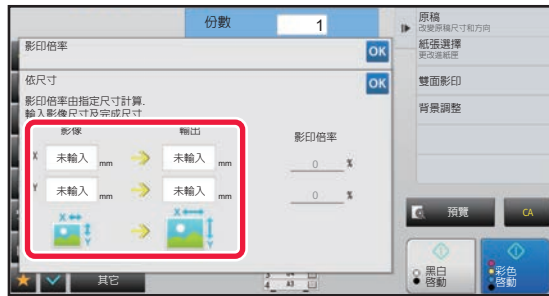 份數 1
原稿
改變原稿尺寸和方向
影印倍率 OK
紙張選擇
更改進紙匣
依尺寸 OK
雙面影印
影印倍率由指定尺寸計算.
輸入影像尺寸及完成尺寸
背景調整
影像 輸出
影印倍率
X 未輸入 mm 未輸入 mm 0 %
Y 未輸入 mm 未輸入 mm 0 %
X X
Y Y
預覽 CA
其它
4 A3
黑白
啓動
彩色
啓動